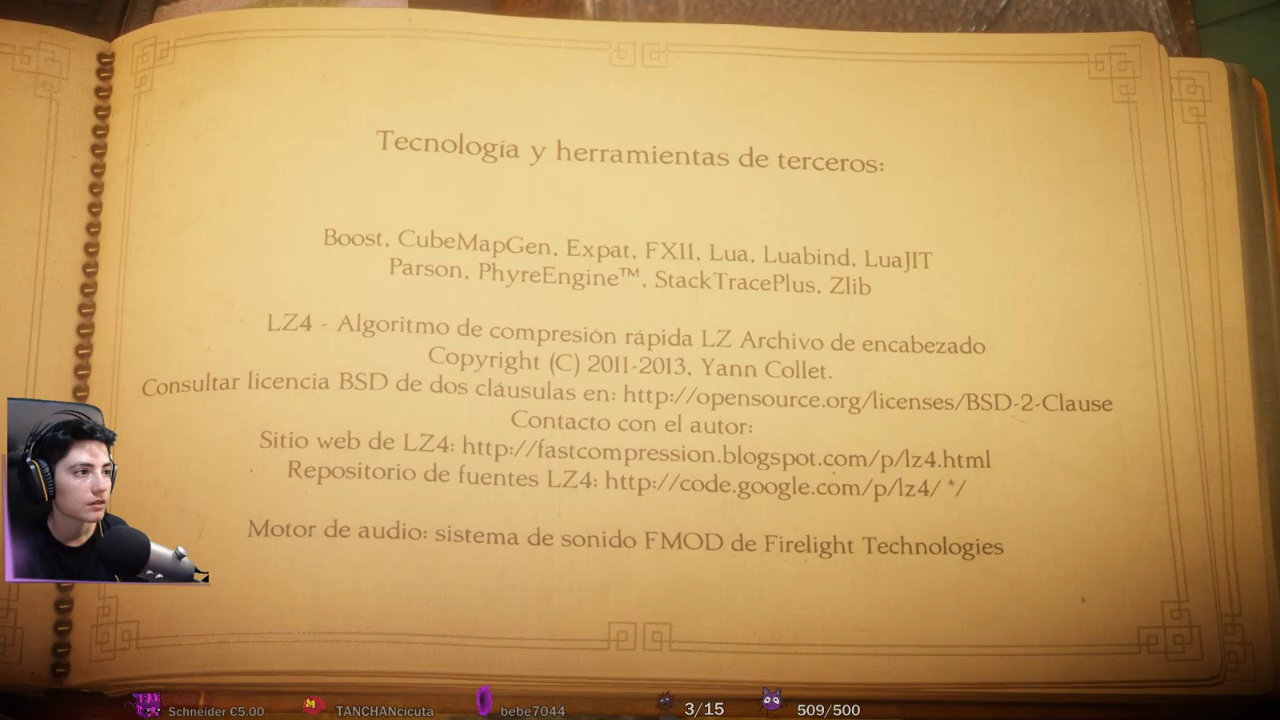 Tecnología y herramientas de terceros:
Boost, CubeMapGen, Expat, FX11, Lua, Luabind, LuaJIT
Parson, PhyreEngine™, StackTracePlus, Zlib
LZ4 - Algoritmo de compresión rápida LZ Archivo de encabezado
Copyright (C) 2011-2013, Yann Collet.
Consultar licencia BSD de dos cláusulas en: http://opensource.org/licenses/BSD-2-Clause
Contacto con el autor:
Sitio web de LZ4: http://fastcompression.blogspot.com/p/lz4.html
Repositorio de fuentes LZ4: http://code.google.com/p/lz4/ */
Motor de audio: sistema de sonido FMOD de Firelight Technologies
Schneider €5.00 M TANCHANcicuta bebe7044 3/15 509/500